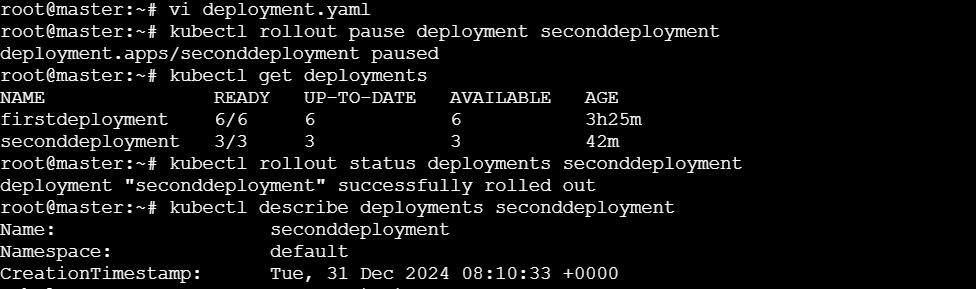 root@master:~# vi deployment.yaml
root@master:~# kubectl rollout pause deployment seconddeployment
deployment.apps/seconddeployment paused
root@master:~# kubectl get deployments
NAME READY UP-TO-DATE AVAILABLE AGE
firstdeployment 6/6 6 6 3h25m
seconddeployment 3/3 3 3 42m
root@master:~# kubectl rollout status deployments seconddeployment
deployment "seconddeployment" successfully rolled out
root@master:~# kubectl describe deployments seconddeployment
Name: seconddeployment
Namespace: default
CreationTimestamp: Tue, 31 Dec 2024 08:10:33 +0000